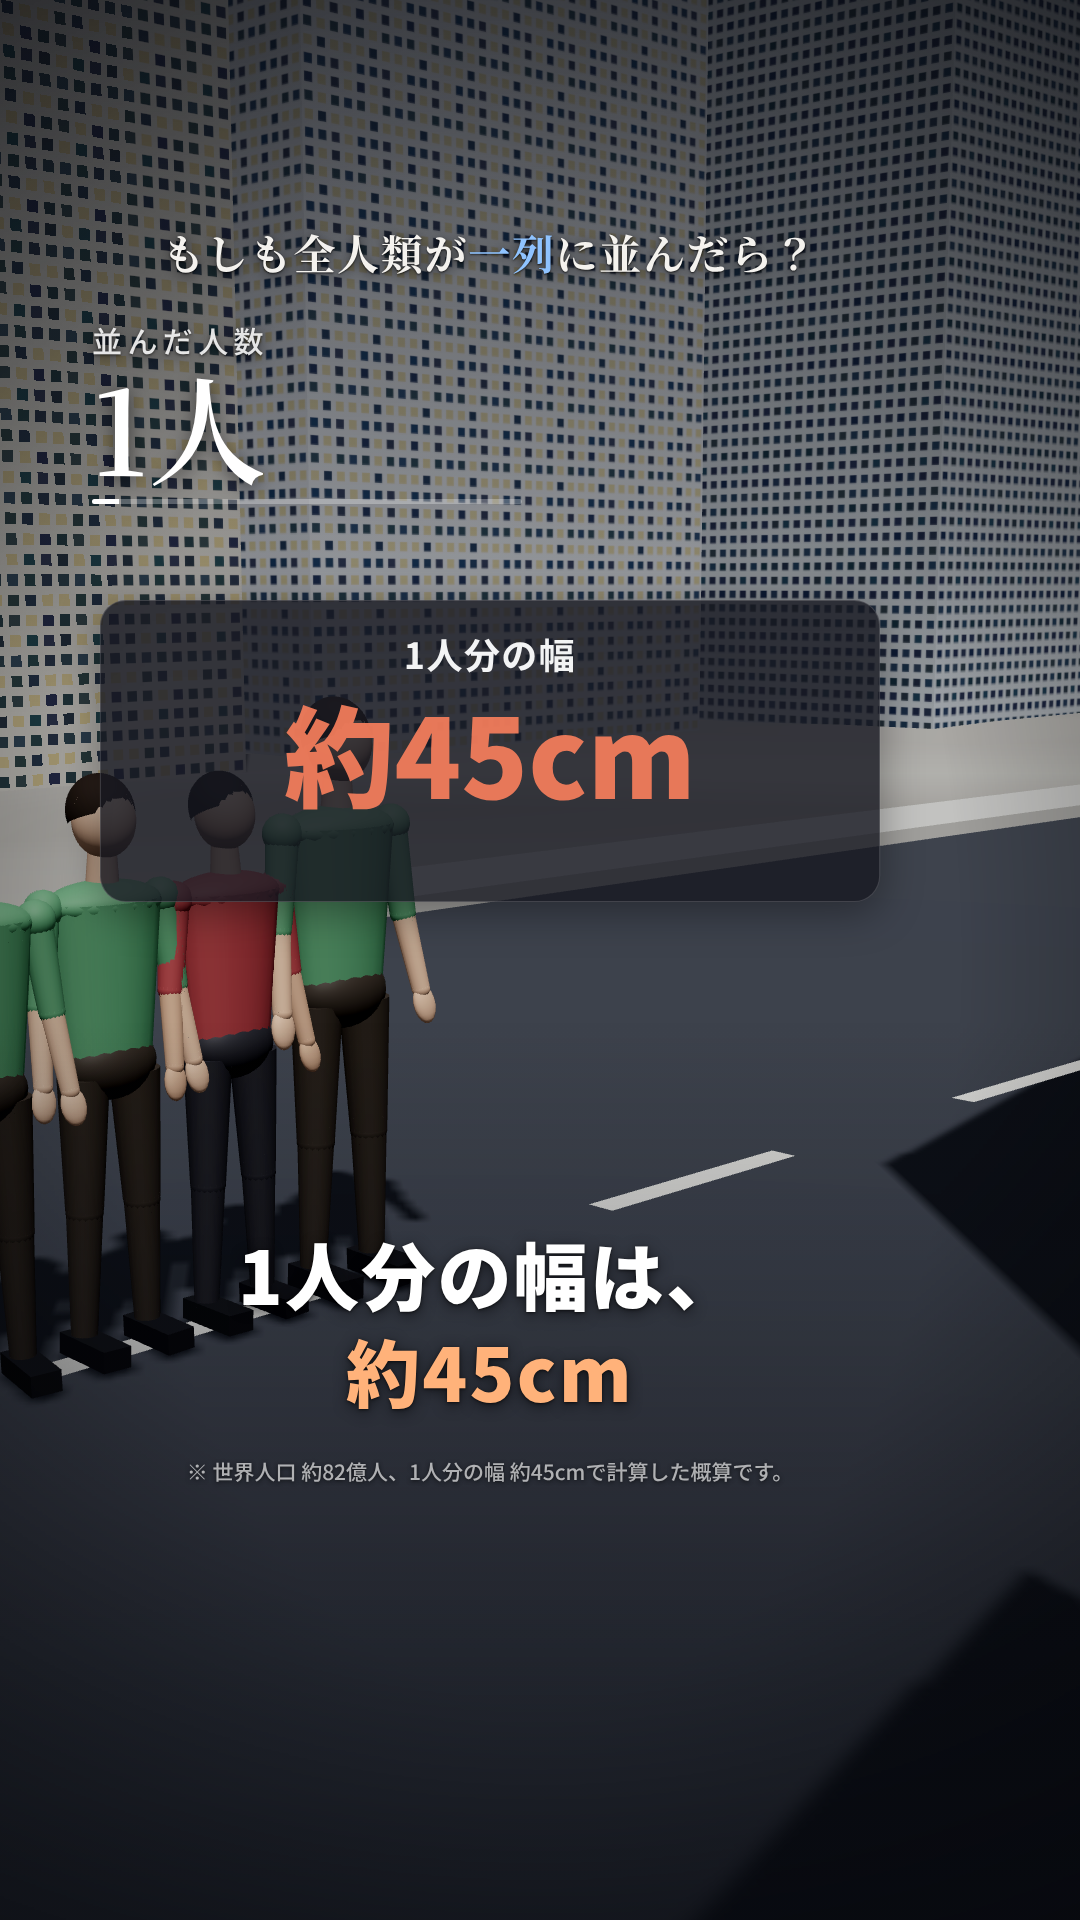 もしも全人類が一列に並んだら？
並んだ人数
1人
1人分の幅
約45cm
1人分の幅は、
約45cm
※ 世界人口 約82億人、1人分の幅 約45cmで計算した概算です。